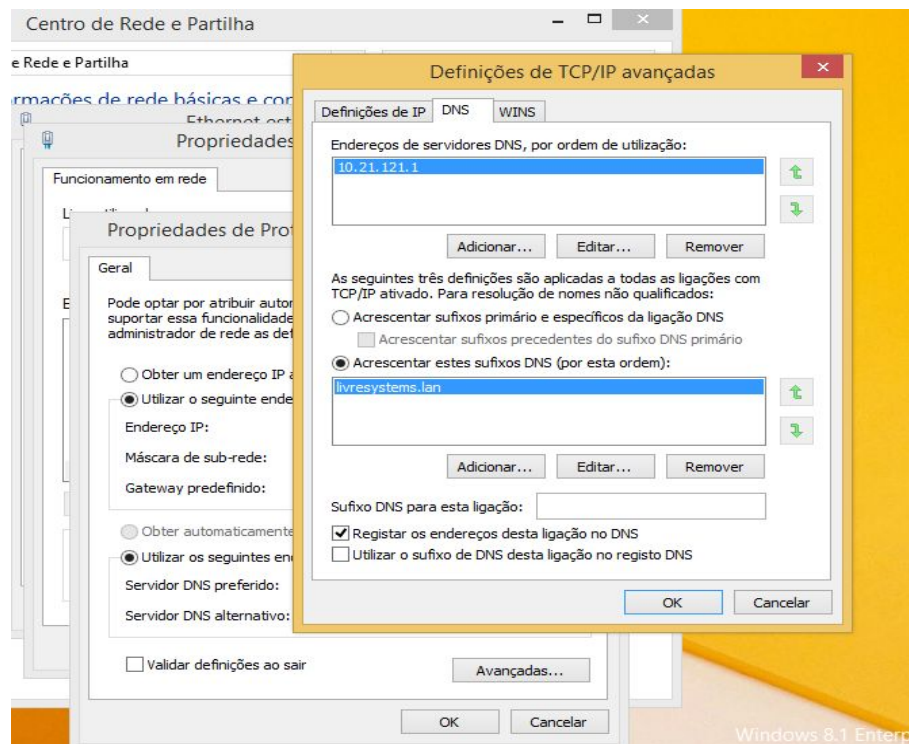 Centro de Rede e Partilha
e Rede e Partilha
rmações de rede básicas e cor
Ethernet est
Propriedades
Funcionamento em rede
Propriedades de Prot
Geral
Pode optar por atribuir autor
suportar essa funcionalidade
administrador de rede as def
Obter um endereço IP a
Utilizar o seguinte ende
Endereço IP:
Máscara de sub-rede:
Gateway predefinido:
Obter automaticamente
Utilizar os seguintes en
Servidor DNS preferido:
Servidor DNS alternativo:
Validar definições ao sair
Avançadas...
OK
Cancelar
Definições de TCP/IP avançadas
Definições de IP
DNS
WINS
Endereços de servidores DNS, por ordem de utilização:
10.21.121.1
Adicionar...
Editar...
Remover
As seguintes três definições são aplicadas a todas as ligações com
TCP/IP ativado. Para resolução de nomes não qualificados:
Acrescentar sufixos primário e específicos da ligação DNS
Acrescentar sufixos precedentes do sufixo DNS primário
Acrescentar estes sufixos DNS (por esta ordem):
livresystems.lan
Adicionar...
Editar...
Remover
Sufixo DNS para esta ligação:
Registar os endereços desta ligação no DNS
Utilizar o sufixo de DNS desta ligação no registo DNS
OK
Cancelar
Windows 8.1 Enterp